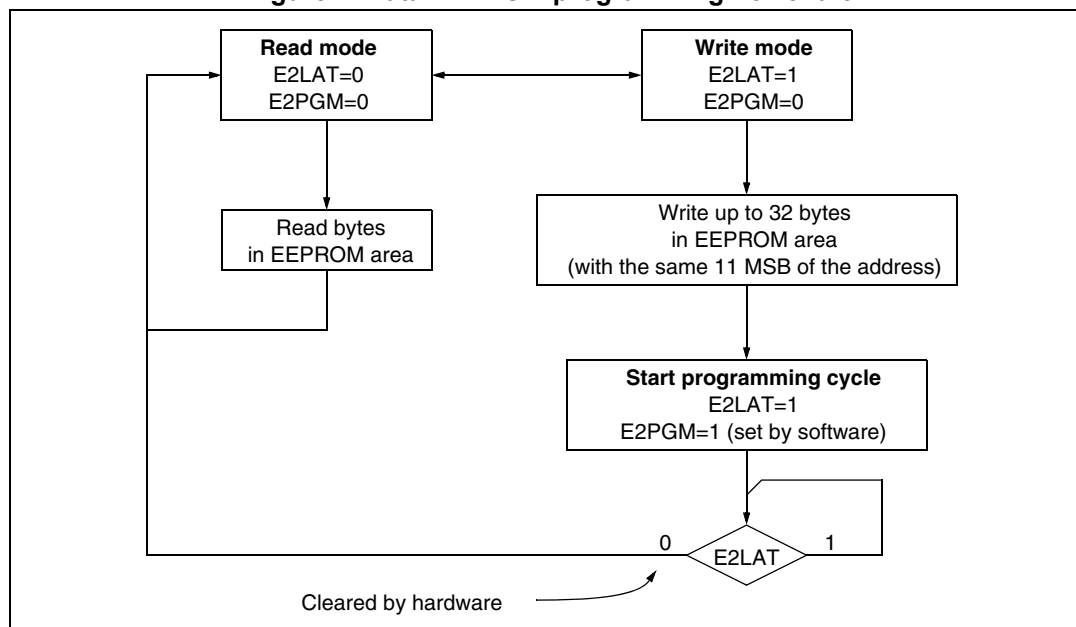 Read mode
E2LAT=0
E2PGM=0
Write mode
E2LAT=1
E2PGM=0
Read bytes
in EEPROM area
Write up to 32 bytes
in EEPROM area
(with the same 11 MSB of the address)
Start programming cycle
E2LAT=1
E2PGM=1 (set by software)
0
E2LAT
1
Cleared by hardware